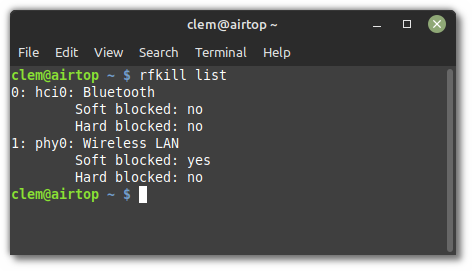 clem@airtop ~
File Edit View Search Terminal Help
clem@airtop ~ $ rfkill list
0: hci0: Bluetooth
        Soft blocked: no
        Hard blocked: no
1: phy0: Wireless LAN
        Soft blocked: yes
        Hard blocked: no
clem@airtop ~ $